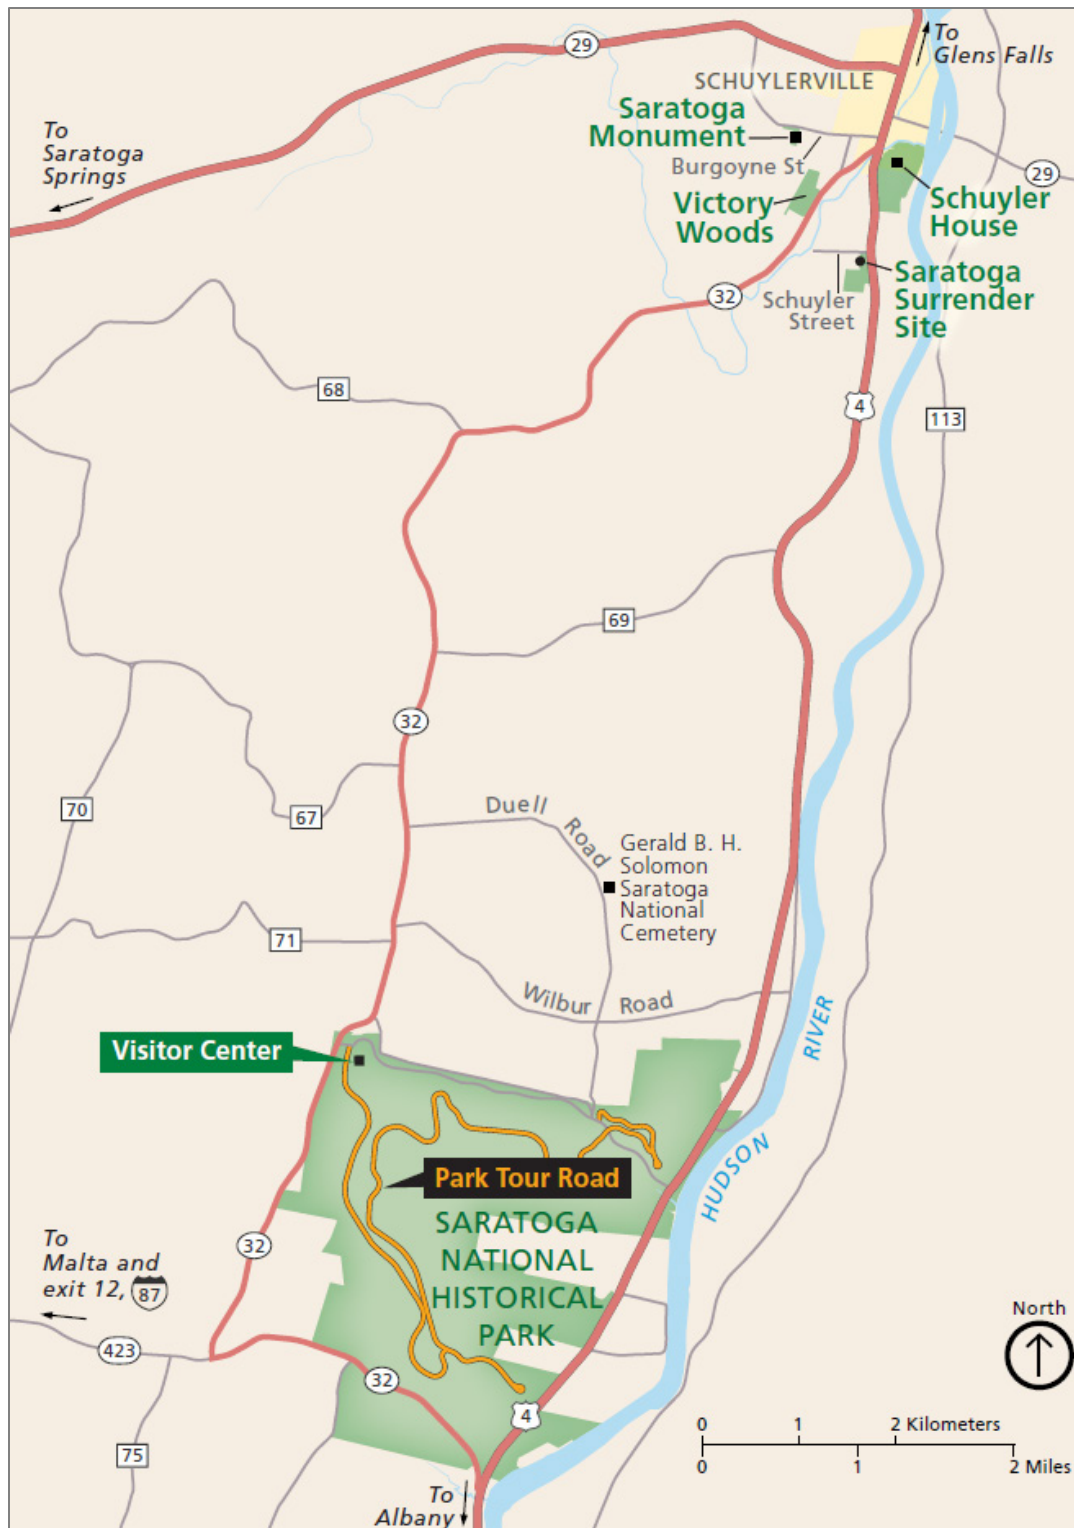 To
Glens Falls
29
SCHUYLERVILLE
Saratoga
Monument
Burgoyne St
To
Saratoga
Springs
29
Victory
Woods
Schuyler
House
Saratoga
Surrender
Site
32
Schuyler
Street
68
4
113
69
32
70
67
Duell Road
Gerald B. H.
Solomon
Saratoga
National
Cemetery
71
Wilbur Road
HUDSON RIVER
Visitor Center
Park Tour Road
SARATOGA
NATIONAL
HISTORICAL
PARK
32
To
Malta and
exit 12, 87
423
32
4
75
To
Albany
North
0 1 2 Kilometers
0 1 2 Miles